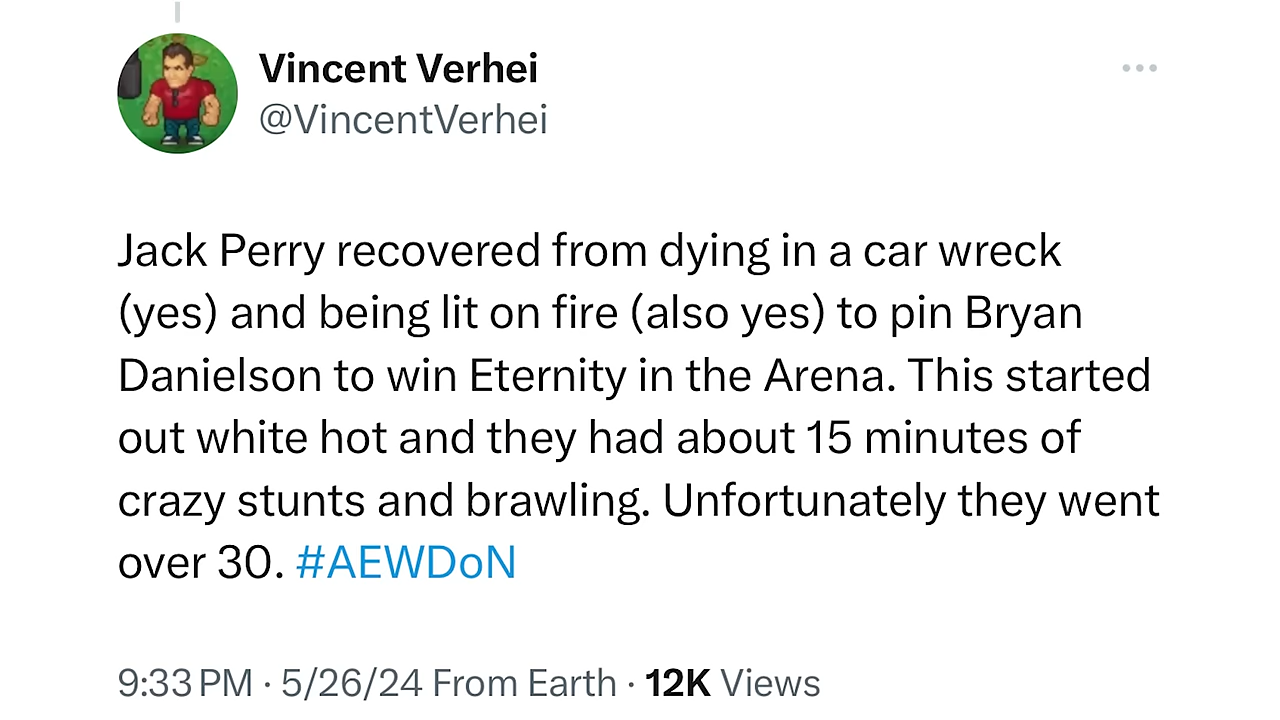 Vincent Verhei
@VincentVerhei
Jack Perry recovered from dying in a car wreck
(yes) and being lit on fire (also yes) to pin Bryan
Danielson to win Eternity in the Arena. This started
out white hot and they had about 15 minutes of
crazy stunts and brawling. Unfortunately they went
over 30. #AEWDoN
9:33 PM · 5/26/24 From Earth · 12K Views